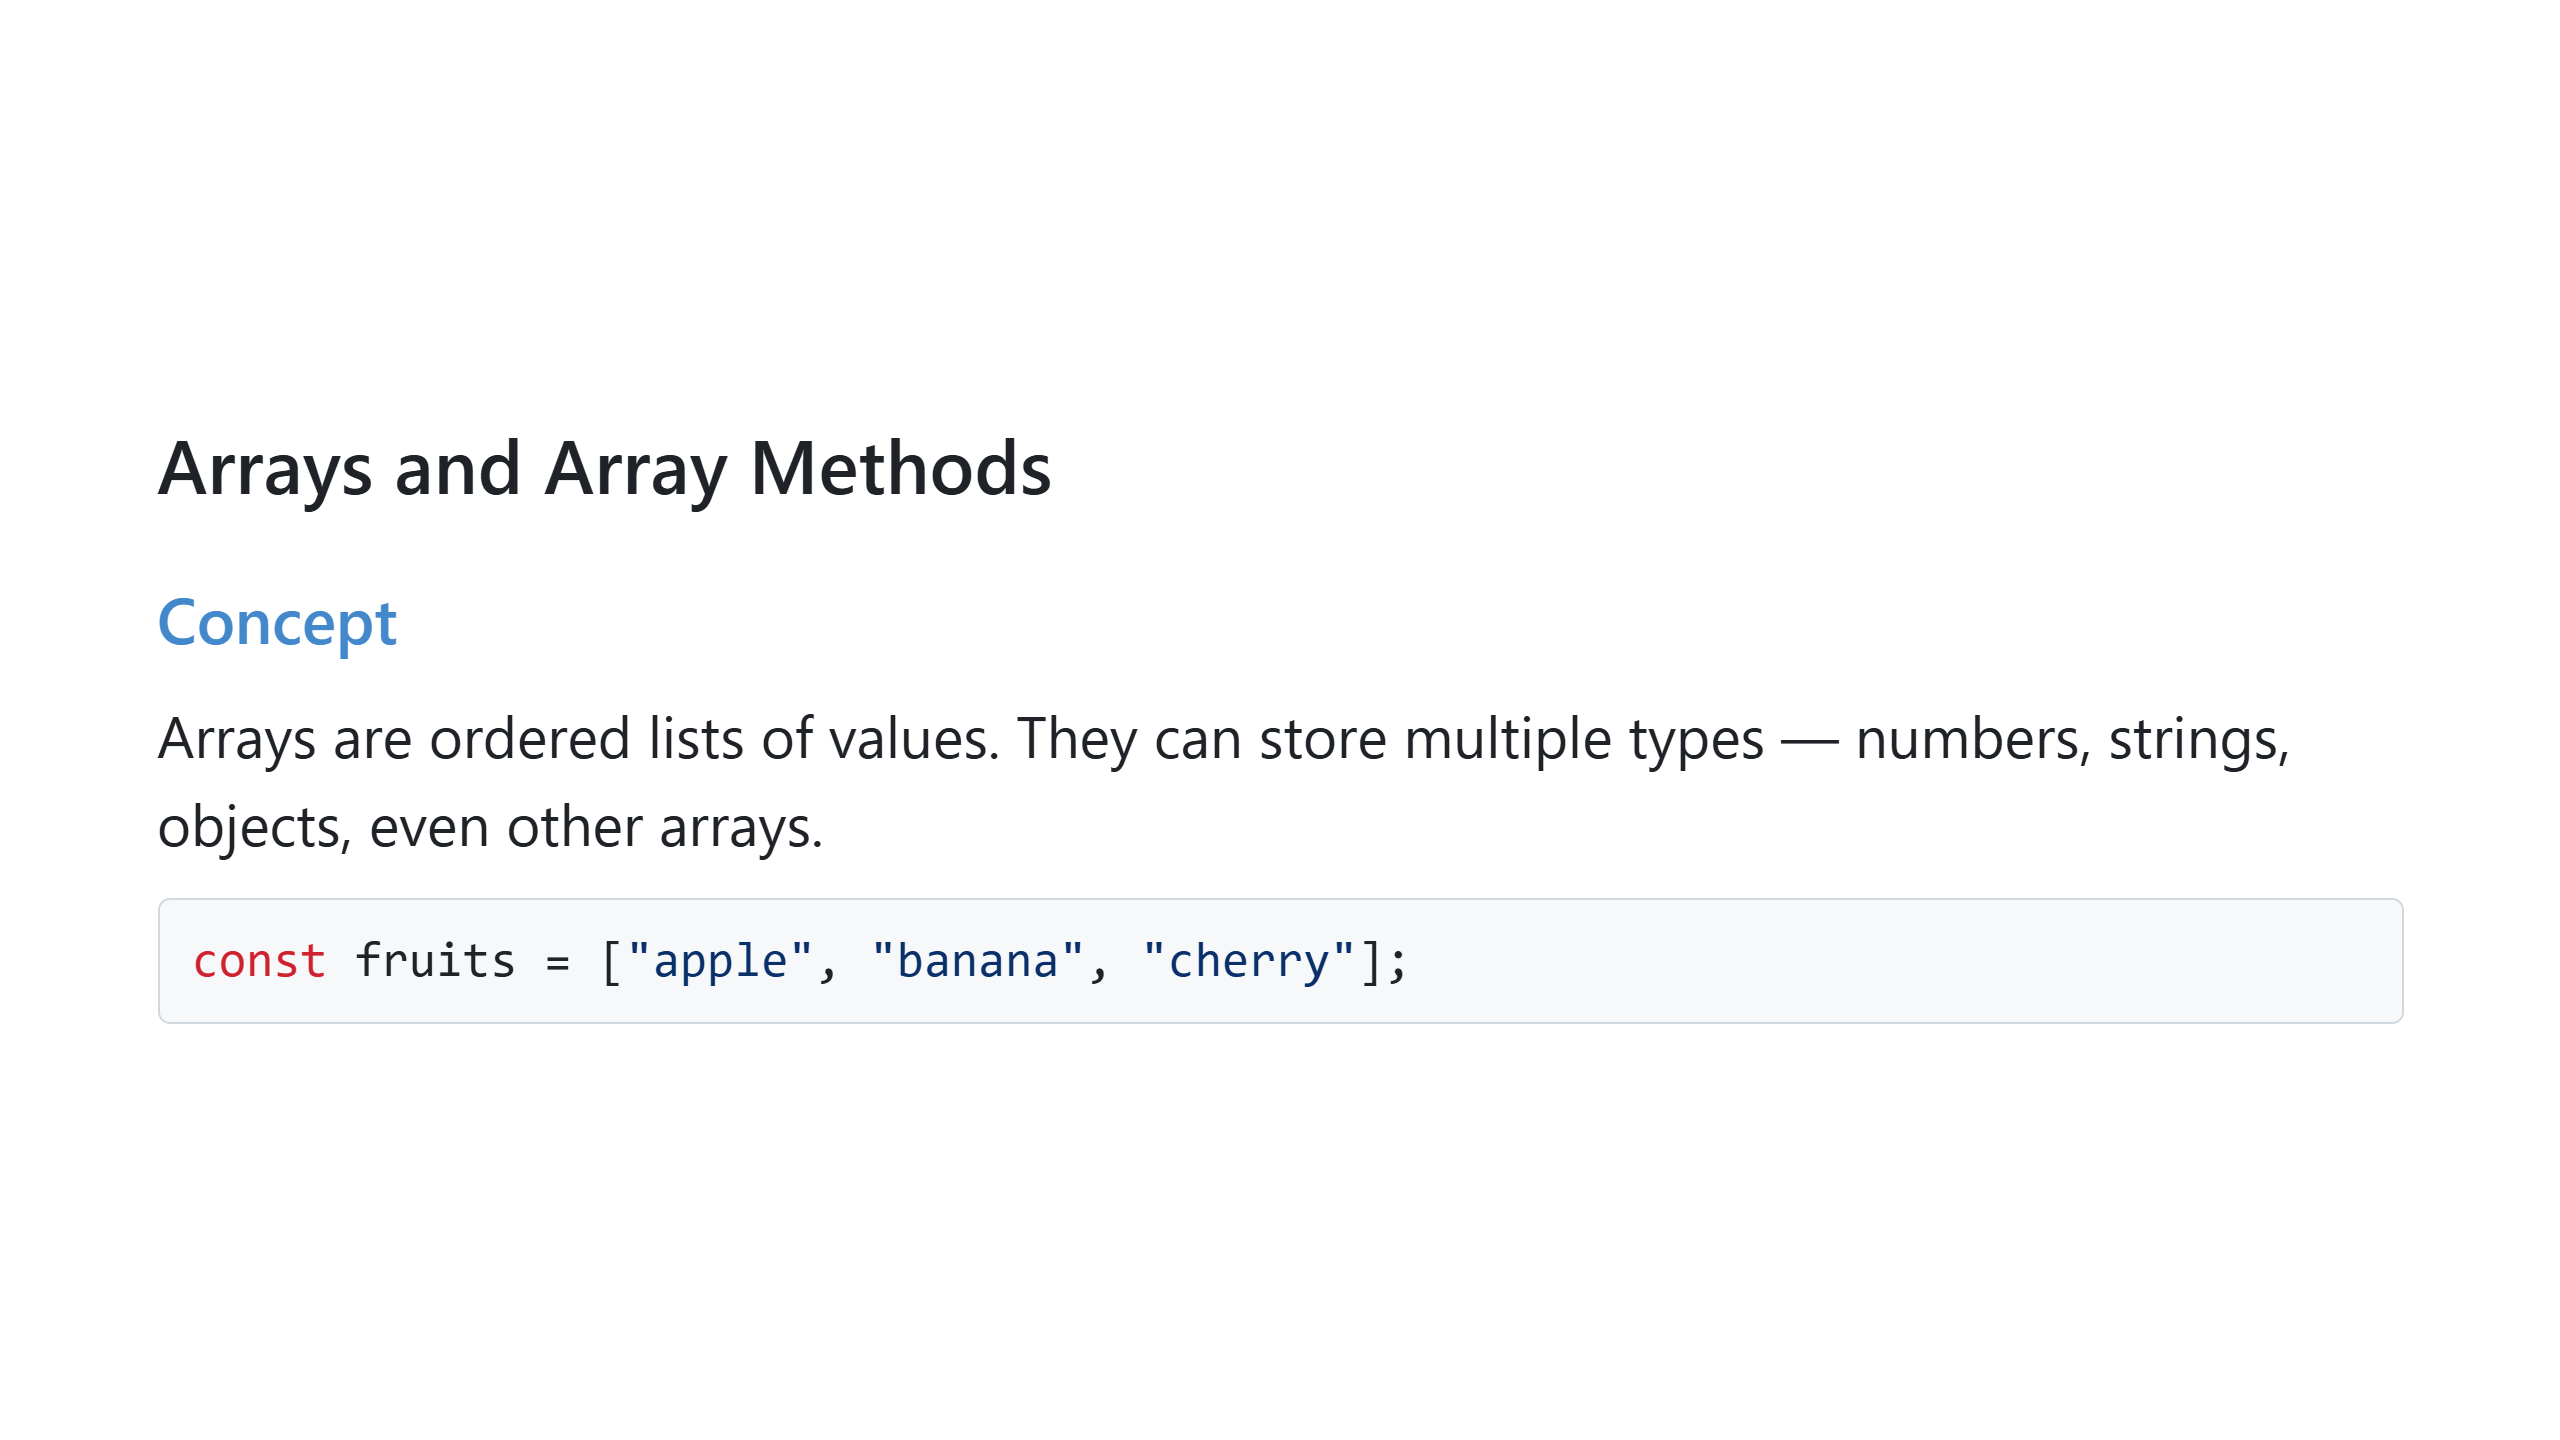 Arrays and Array Methods
Concept
Arrays are ordered lists of values. They can store multiple types — numbers, strings,
objects, even other arrays.
const fruits = ["apple", "banana", "cherry"];